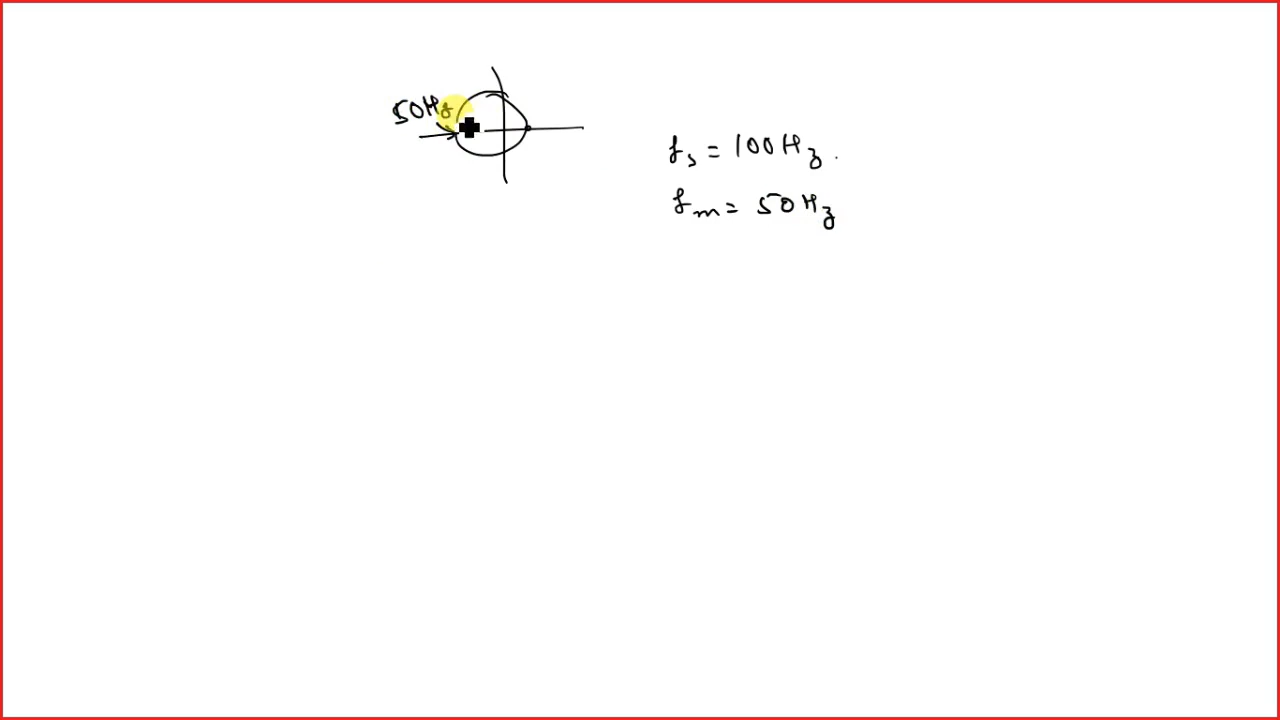 50Hz
fs = 100Hz.
fm = 50Hz